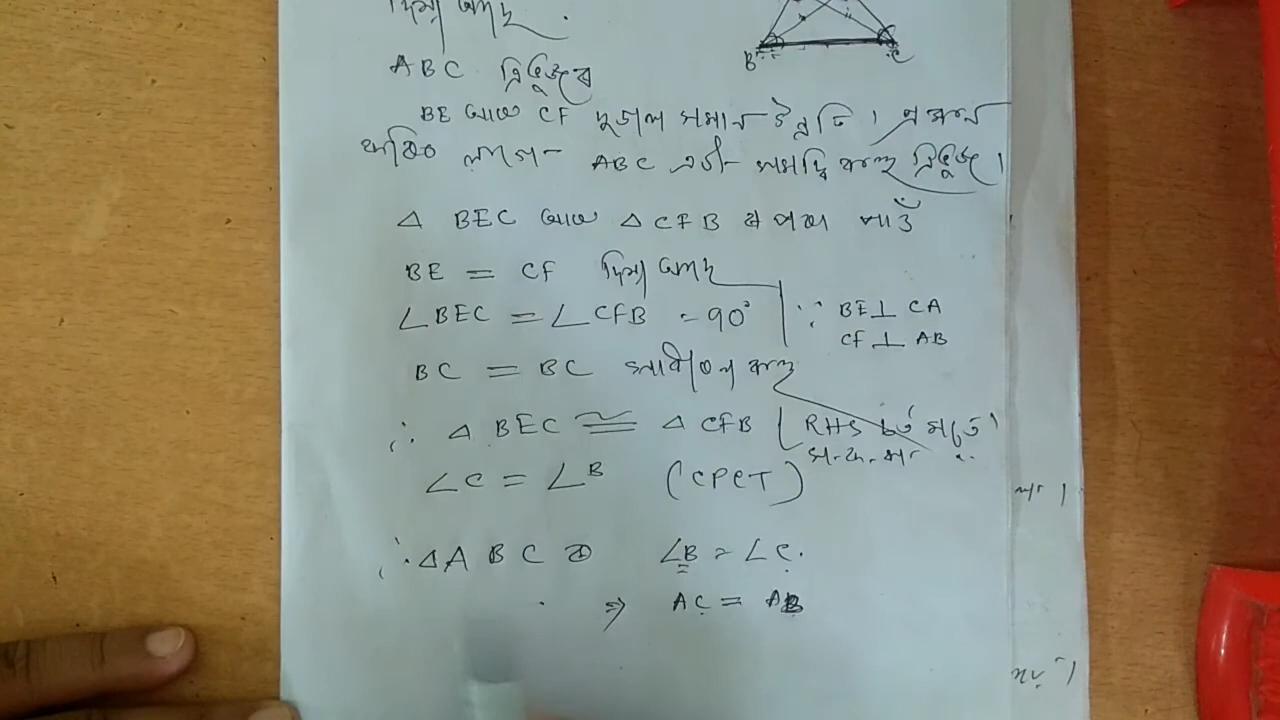 দিয়া আছে.
B C
ABC ত্রিভুজৰ
BE আৰু CF দুডাল সমান উন্নতি। প্ৰমাণ
কৰিব লাগে- ABC এটা সমদ্বিবাহু ত্ৰিভুজ।
△ BEC আৰু △ CFB ৰ পৰা পাওঁ
BE = CF দিয়া আছে
∠BEC = ∠CFB = 90° ∵ BE⊥CA
CF⊥AB
BC = BC সাধাৰণ বাহু
∴ △ BEC ≅ △ CFB (RHS চৰ্ত মতে)
∠C = ∠B (CPCT)
∴ △ABC ৰ ∠B = ∠C.
⇒ AC = AB